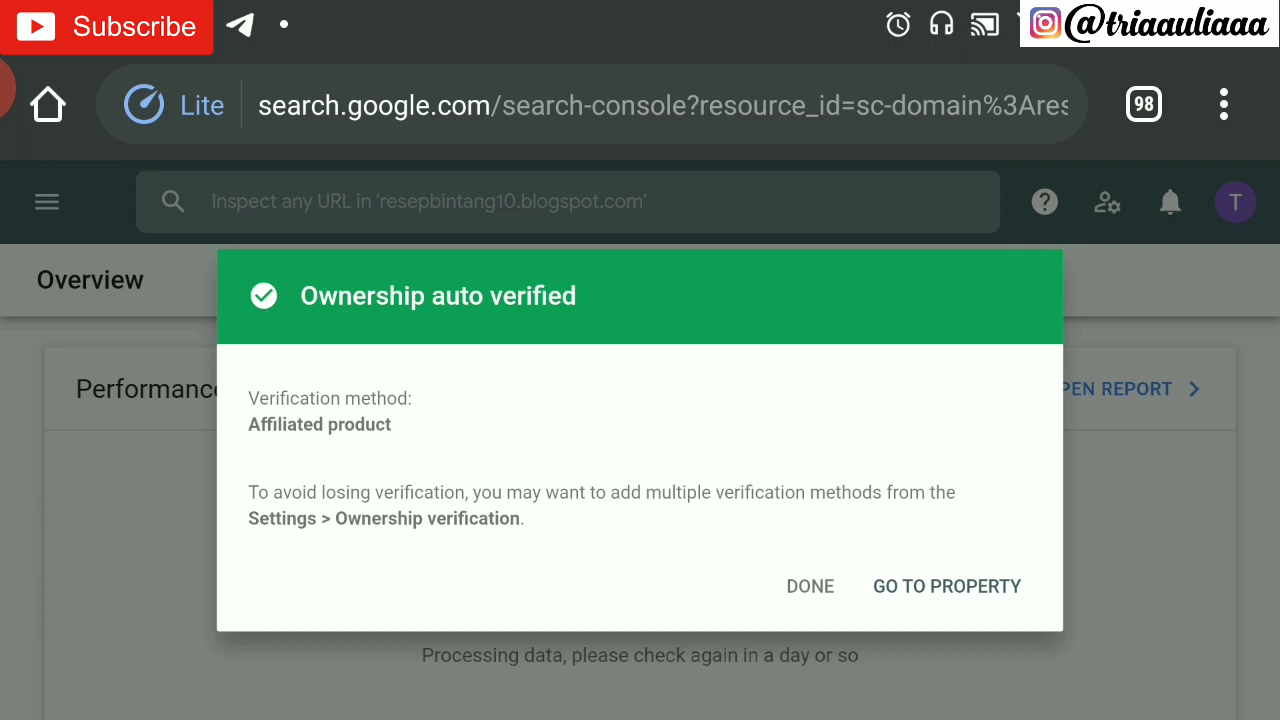 Subscribe
@triaauliaaa
Lite
search.google.com/search-console?resource_id=sc-domain%3Ares
98
Inspect any URL in 'resepbintang10.blogspot.com'
T
Overview
Ownership auto verified
Performance
PEN REPORT
Verification method:
Affiliated product
To avoid losing verification, you may want to add multiple verification methods from the
Settings > Ownership verification.
DONE
GO TO PROPERTY
Processing data, please check again in a day or so